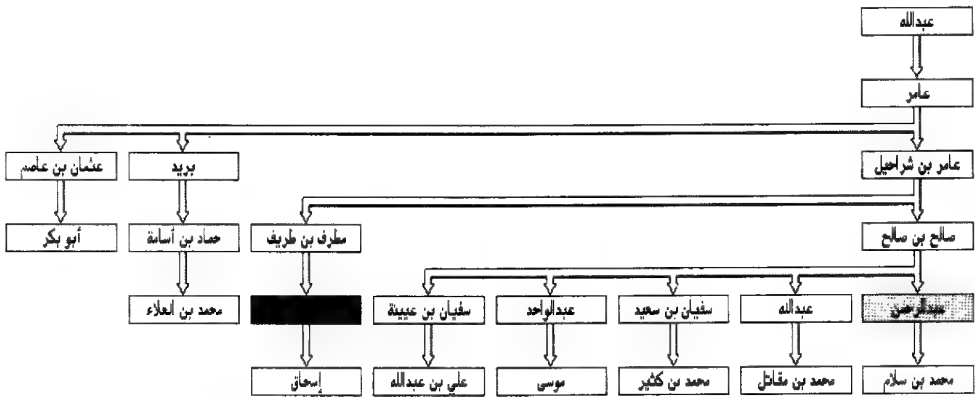 عبدالله
عامر
عامر بن شراحيل
بريد
عثمان بن عاصم
صالح بن صالح
مطرف بن طريف
حماد بن أسامة
أبو بكر
عبدالرحمن
عبدالله
سفيان بن سعيد
عبدالواحد
سفيان بن عيينة
محمد بن العلاء
محمد بن سلام
محمد بن مقاتل
محمد بن كثير
موسى
علي بن عبدالله
إسحاق